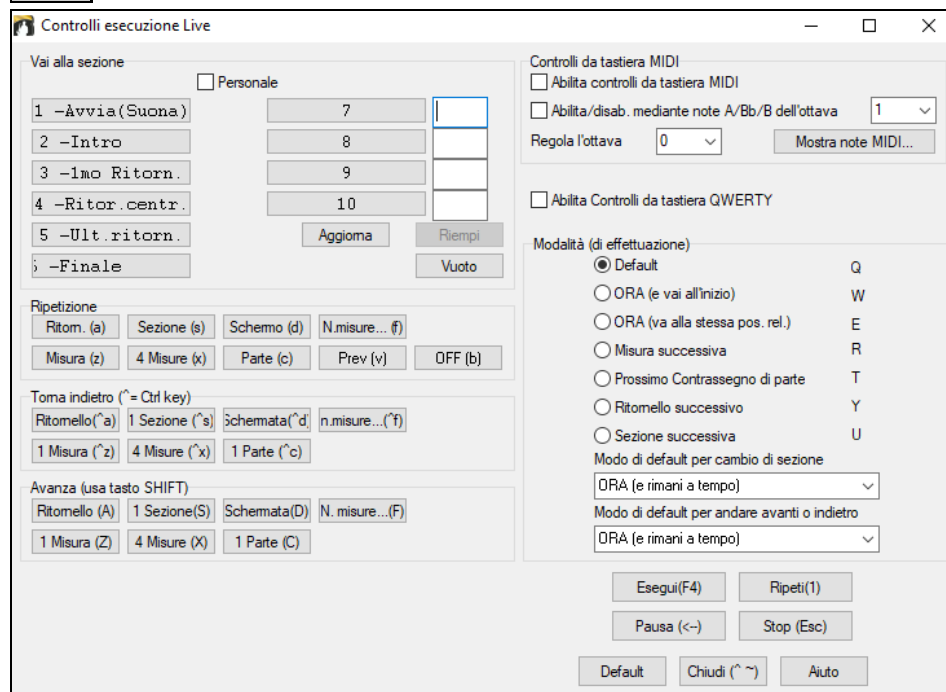 Controlli esecuzione Live
Vai alla sezione
Personale
1 -Avvia(Suona) 7
2 -Intro 8
3 -1mo Ritorn. 9
4 -Ritor.centr. 10
5 -Ult.ritorn. Aggiorna Riempi
-Finale Vuoto
Ripetizione
Ritorn. (a) Sezione (s) Schermo (d) N.misure... (f)
Misura (z) 4 Misure (x) Parte (c) Prev (v) OFF (b)
Torna indietro (^= Ctrl key)
Ritornello(^a) 1 Sezione (^s) Schermata(^d) n.misure...(^f)
1 Misura (^z) 4 Misure (^x) 1 Parte (^c)
Avanza (usa tasto SHIFT)
Ritornello (A) 1 Sezione(S) Schermata(D) N. misure...(F)
1 Misura (Z) 4 Misure (X) 1 Parte (C)
Controlli da tastiera MIDI
Abilita controlli da tastiera MIDI
Abilita/disab. mediante note A/Bb/B dell'ottava 1
Regola l'ottava 0 Mostra note MIDI...
Abilita Controlli da tastiera QWERTY
Modalità (di effettuazione)
Default Q
ORA (e vai all'inizio) W
ORA (va alla stessa pos. rel.) E
Misura successiva R
Prossimo Contrassegno di parte T
Ritornello successivo Y
Sezione successiva U
Modo di default per cambio di sezione
ORA (e rimani a tempo)
Modo di default per andare avanti o indietro
ORA (e rimani a tempo)
Esegui(F4) Ripeti(1)
Pausa (<--) Stop (Esc)
Default Chiudi (^ ~) Aiuto